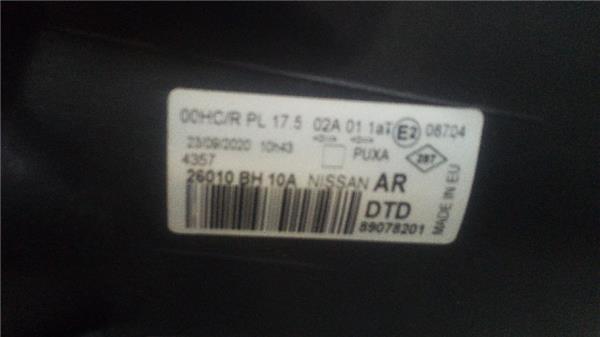 00HC/R PL 17.5 02A 01 1aT E2 08704
23/09/2020 10h43 PUXA 287
4357
26010 BH 10A NISSAN AR
DTD
89078201
MADE IN EU